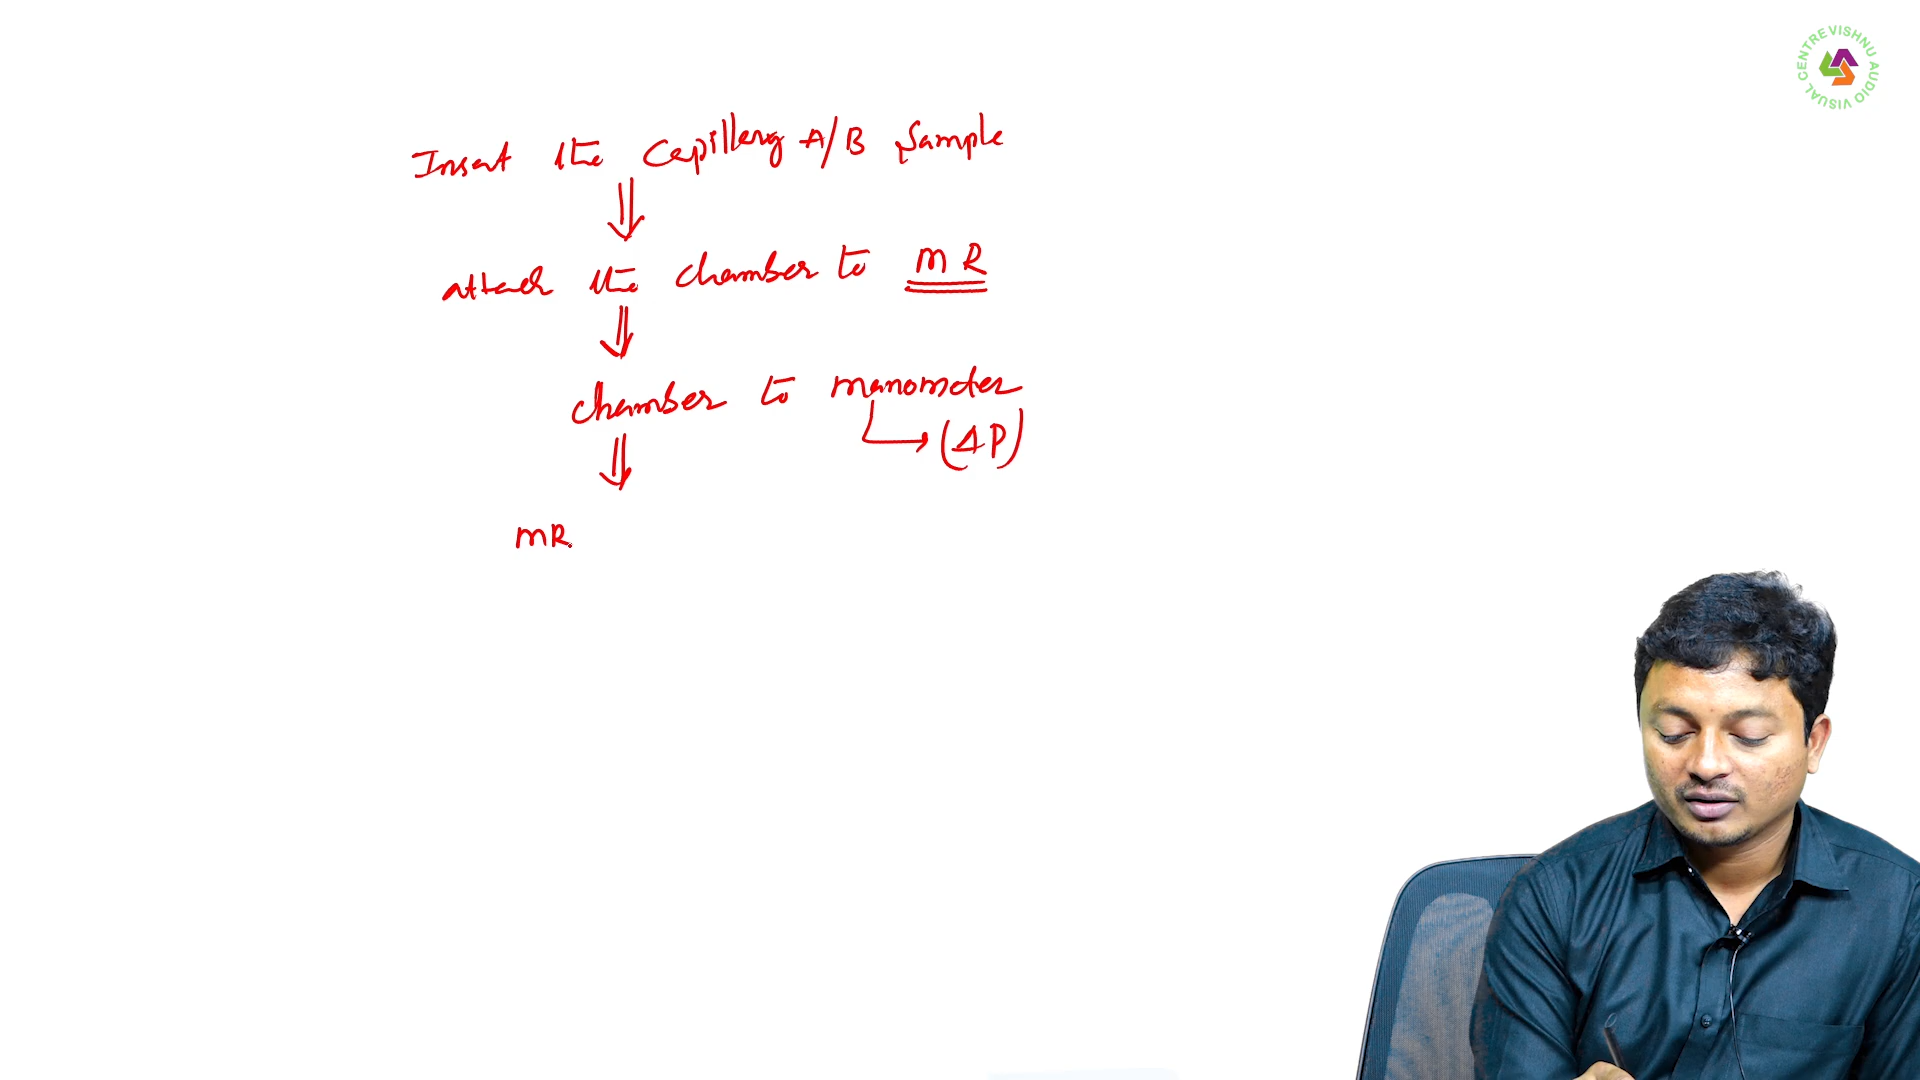 Insert the Capillary A/B Sample
attach the chamber to MR
chamber to manometer
(ΔP)
MR
VISHNU AUDIO VISUAL CENTRE